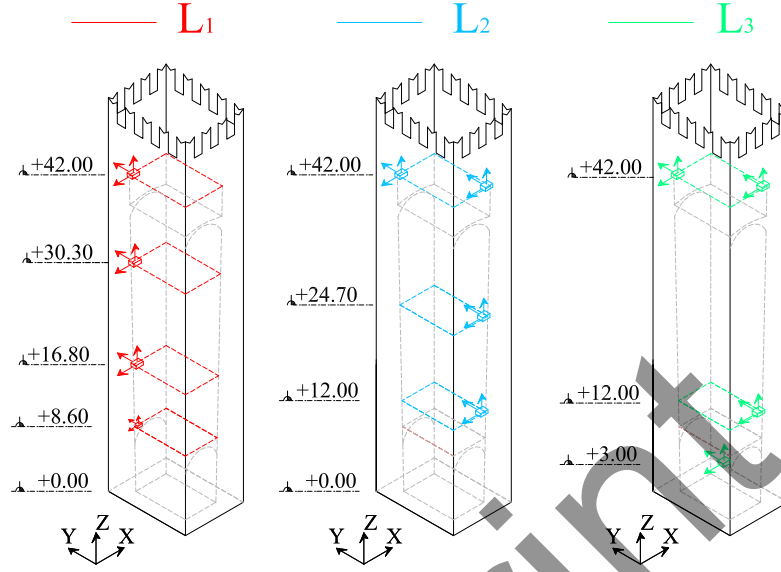 L1
L2
L3
+42.00
+30.30
+16.80
+8.60
+0.00
Z
Y
X
+42.00
+24.70
+12.00
+0.00
Z
Y
X
+42.00
+12.00
+3.00
Z
Y
X
int